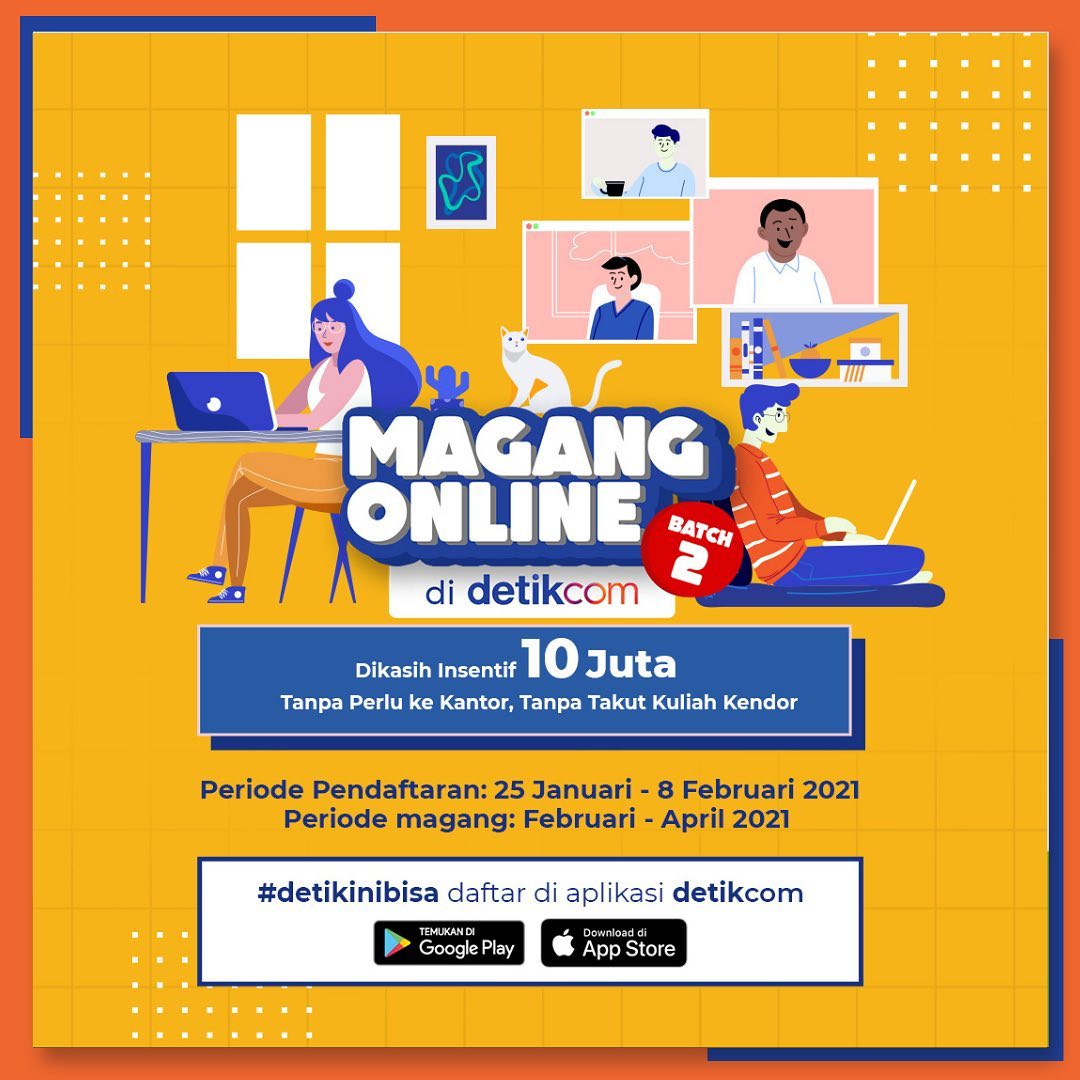 MAGANG
ONLINE
BATCH
2
di detikcom
Dikasih Insentif 10 Juta
Tanpa Perlu ke Kantor, Tanpa Takut Kuliah Kendor
Periode Pendaftaran: 25 Januari - 8 Februari 2021
Periode magang: Februari - April 2021
#detikinibisa daftar di aplikasi detikcom
TEMUKAN DI
Google Play
Download di
App Store